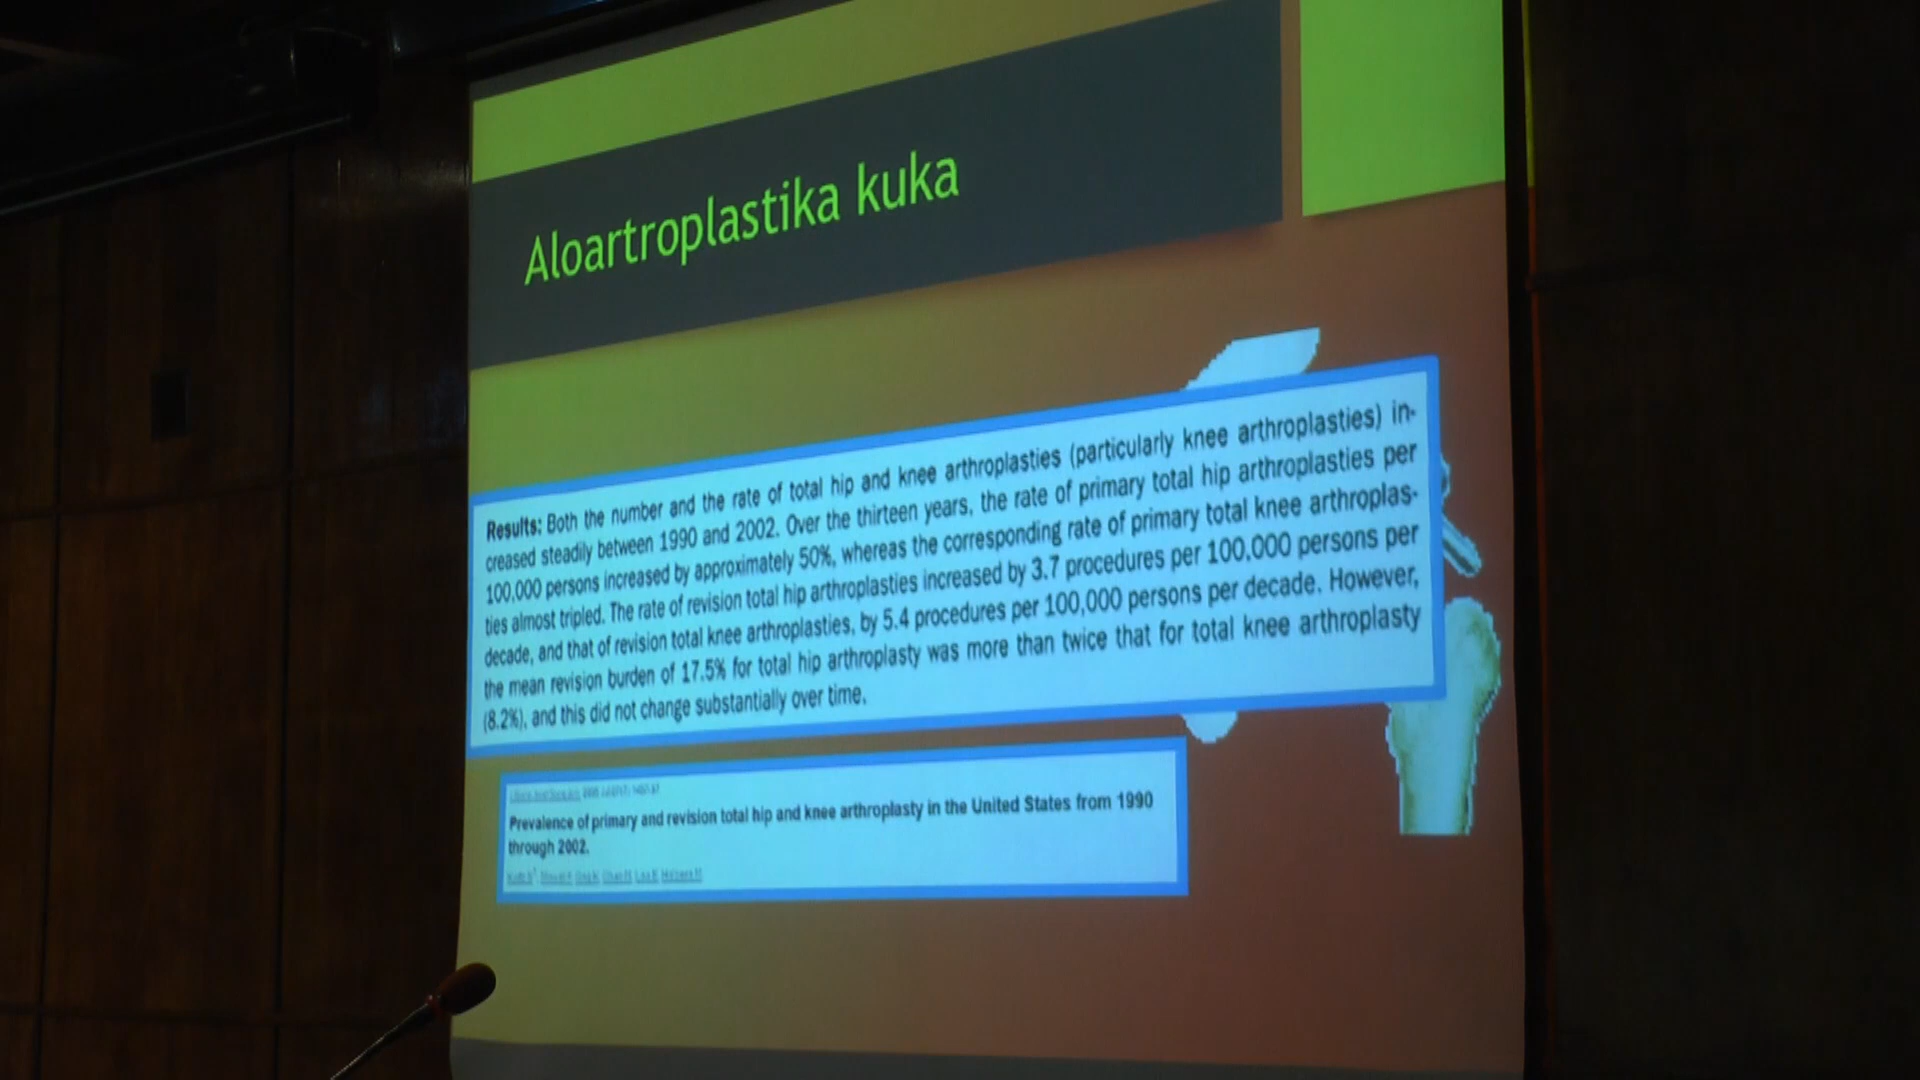 Aloartroplastika kuka
Results: Both the number and the rate of total hip and knee arthroplasties (particularly knee arthroplasties) in-
creased steadily between 1990 and 2002. Over the thirteen years, the rate of primary total hip arthroplasties per
100,000 persons increased by approximately 50%, whereas the corresponding rate of primary total knee arthroplas-
ties almost tripled. The rate of revision total hip arthroplasties increased by 3.7 procedures per 100,000 persons per
decade, and that of revision total knee arthroplasties, by 5.4 procedures per 100,000 persons per decade. However,
the mean revision burden of 17.5% for total hip arthroplasty was more than twice that for total knee arthroplasty
(8.2%), and this did not change substantially over time.
Prevalence of primary and revision total hip and knee arthroplasty in the United States from 1990
through 2002.